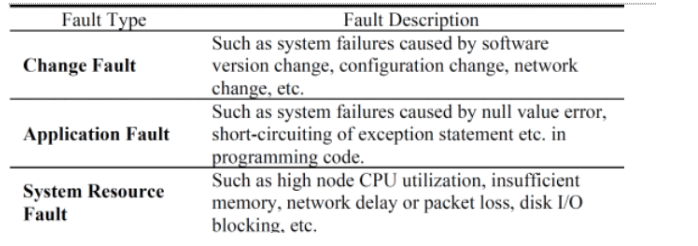 Fault Type Fault Description
Such as system failures caused by software
Change Fault version change, configuration change, network
change, etc.
Such as system failures caused by null value error,
Application Fault short-circuiting of exception statement etc. in
programming code.
System Resource Such as high node CPU utilization, insufficient
Fault memory, network delay or packet loss, disk I/O
blocking, etc.